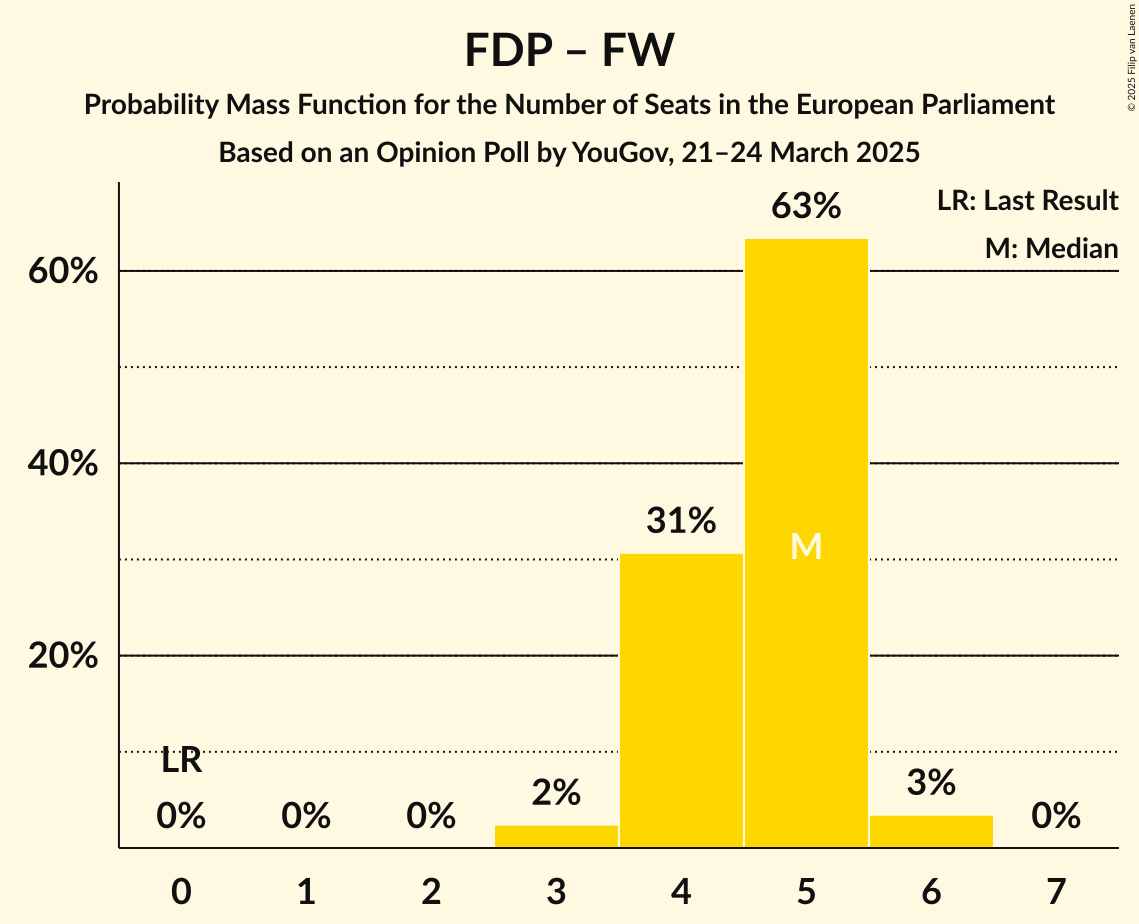 FDP – FW
Probability Mass Function for the Number of Seats in the European Parliament
Based on an Opinion Poll by YouGov, 21–24 March 2025
© 2025 Filip van Laenen
LR: Last Result
M: Median
60%
40%
20%
LR
0%
0%
0%
2%
31%
63%
M
3%
0%
0
1
2
3
4
5
6
7